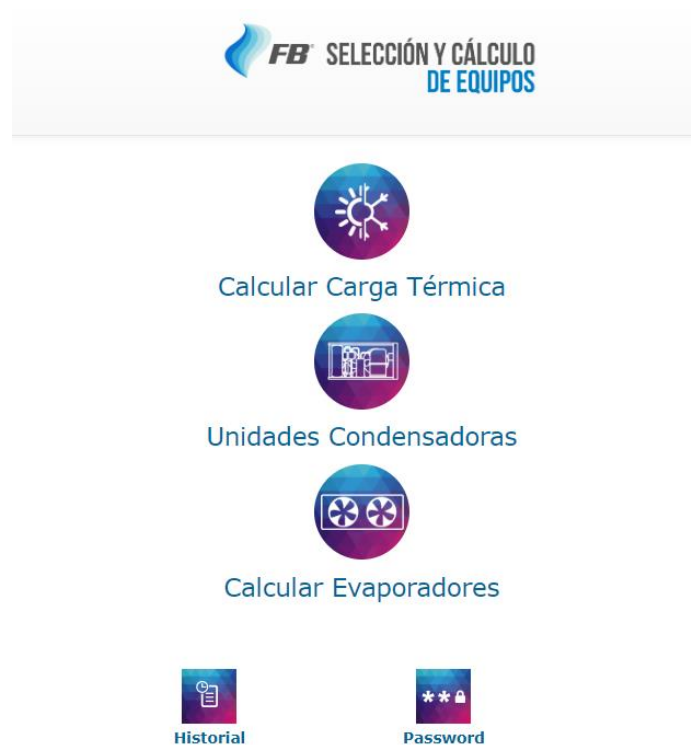 FB® SELECCIÓN Y CÁLCULO
DE EQUIPOS
Calcular Carga Térmica
Unidades Condensadoras
Calcular Evaporadores
**
Historial
Password